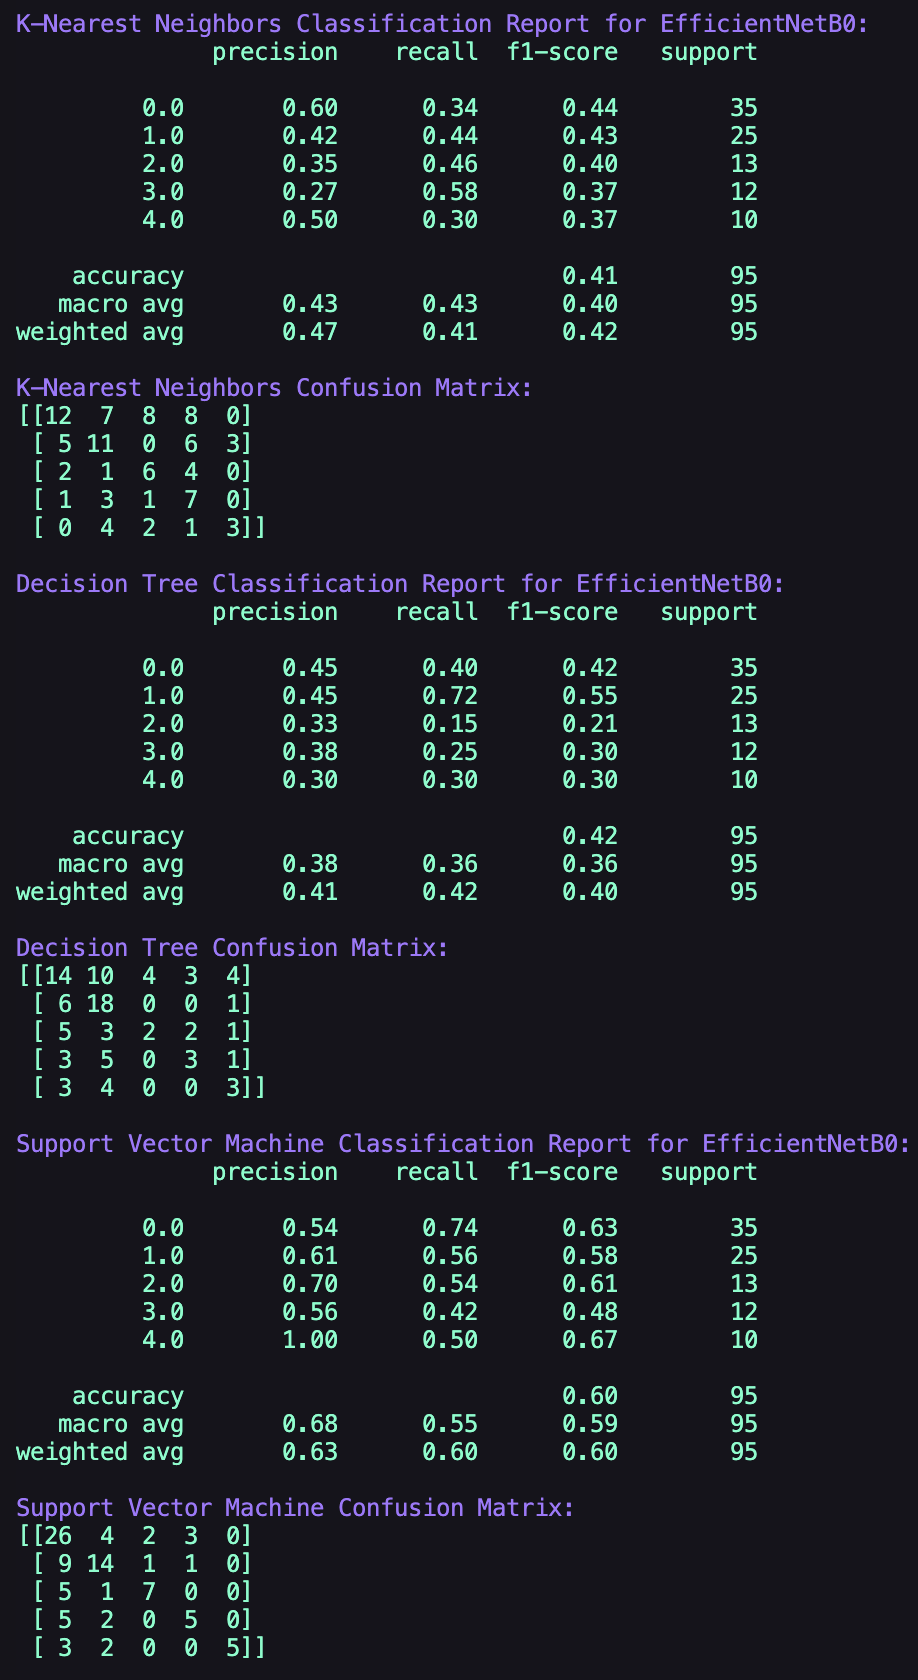 K-Nearest Neighbors Classification Report for EfficientNetB0:
              precision    recall  f1-score   support

         0.0       0.60      0.34      0.44        35
         1.0       0.42      0.44      0.43        25
         2.0       0.35      0.46      0.40        13
         3.0       0.27      0.58      0.37        12
         4.0       0.50      0.30      0.37        10

    accuracy                           0.41        95
   macro avg       0.43      0.43      0.40        95
weighted avg       0.47      0.41      0.42        95

K-Nearest Neighbors Confusion Matrix:
[[12  7  8  8  0]
 [ 5 11  0  6  3]
 [ 2  1  6  4  0]
 [ 1  3  1  7  0]
 [ 0  4  2  1  3]]

Decision Tree Classification Report for EfficientNetB0:
              precision    recall  f1-score   support

         0.0       0.45      0.40      0.42        35
         1.0       0.45      0.72      0.55        25
         2.0       0.33      0.15      0.21        13
         3.0       0.38      0.25      0.30        12
         4.0       0.30      0.30      0.30        10

    accuracy                           0.42        95
   macro avg       0.38      0.36      0.36        95
weighted avg       0.41      0.42      0.40        95

Decision Tree Confusion Matrix:
[[14 10  4  3  4]
 [ 6 18  0  0  1]
 [ 5  3  2  2  1]
 [ 3  5  0  3  1]
 [ 3  4  0  0  3]]

Support Vector Machine Classification Report for EfficientNetB0:
              precision    recall  f1-score   support

         0.0       0.54      0.74      0.63        35
         1.0       0.61      0.56      0.58        25
         2.0       0.70      0.54      0.61        13
         3.0       0.56      0.42      0.48        12
         4.0       1.00      0.50      0.67        10

    accuracy                           0.60        95
   macro avg       0.68      0.55      0.59        95
weighted avg       0.63      0.60      0.60        95

Support Vector Machine Confusion Matrix:
[[26  4  2  3  0]
 [ 9 14  1  1  0]
 [ 5  1  7  0  0]
 [ 5  2  0  5  0]
 [ 3  2  0  0  5]]